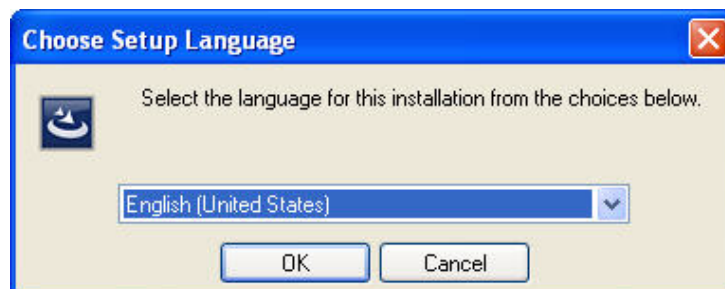 Choose Setup Language
Select the language for this installation from the choices below.
English (United States)
OK
Cancel